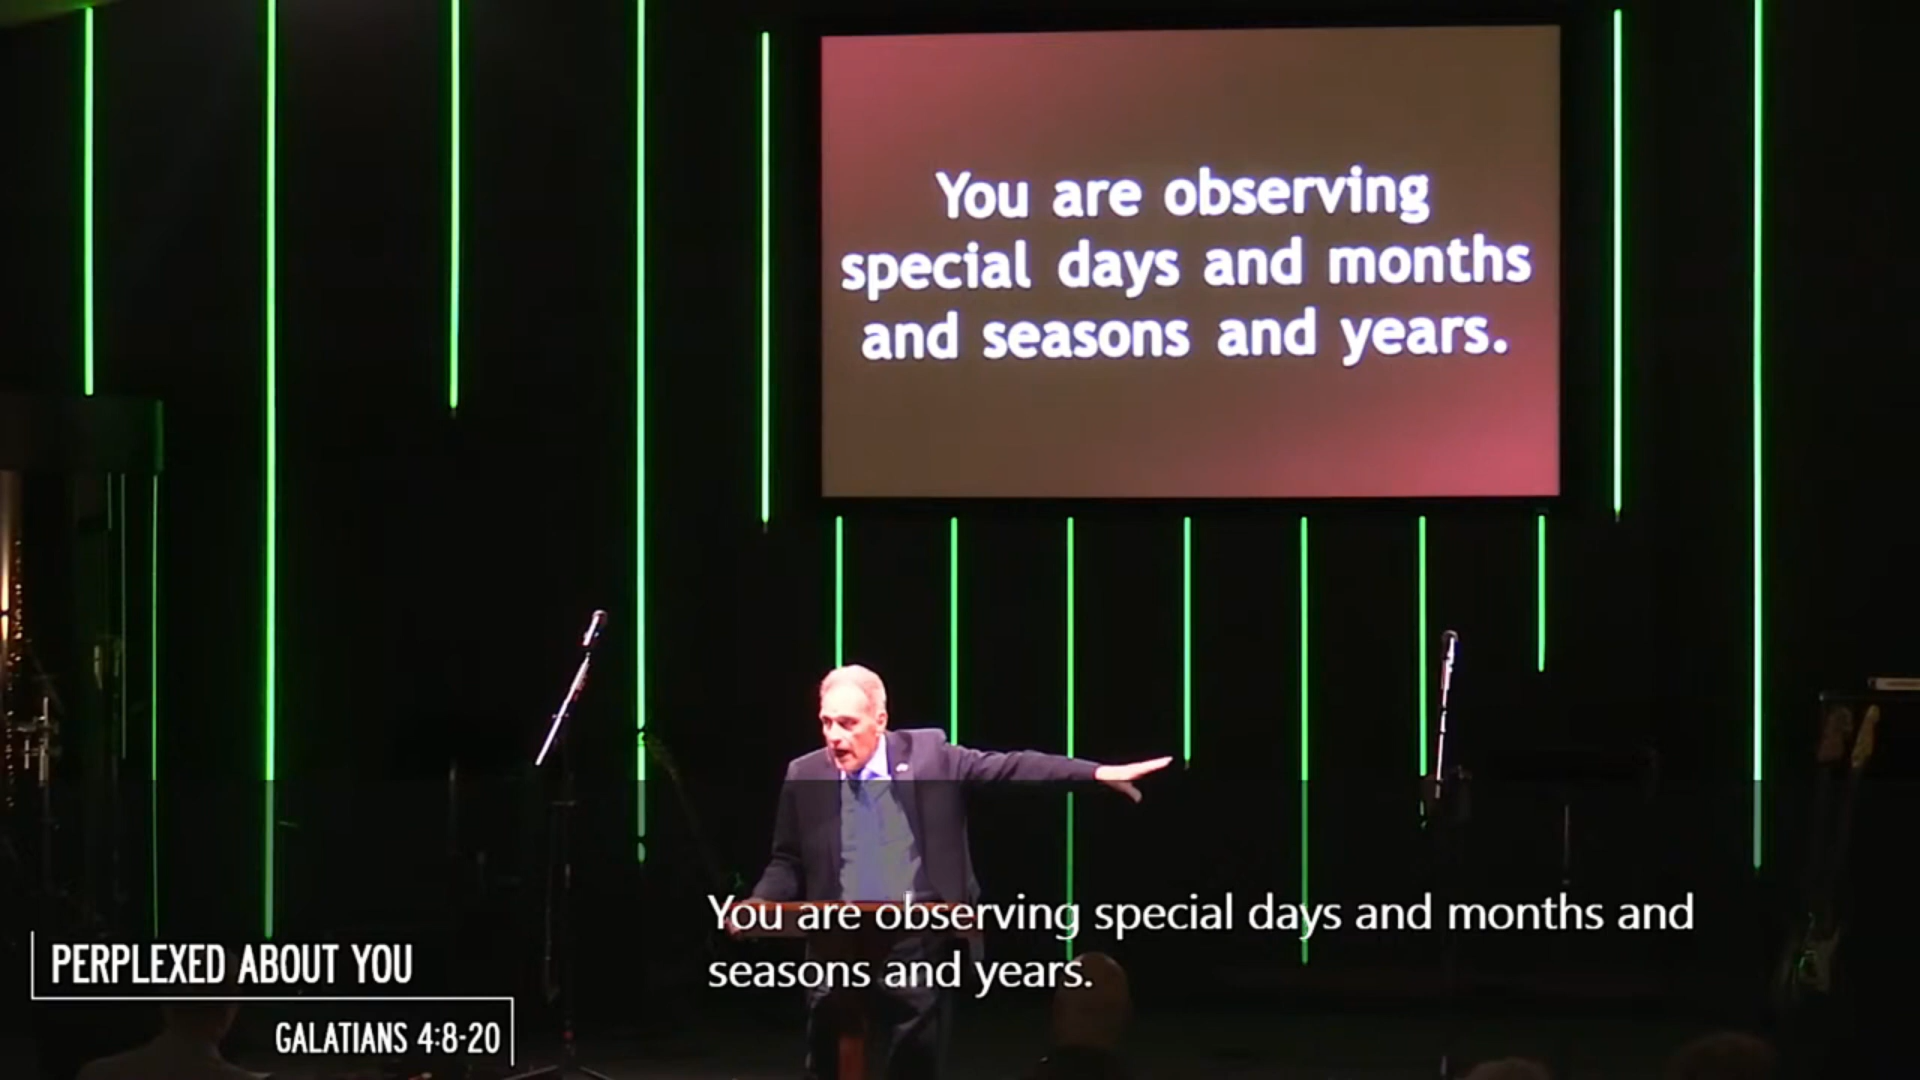 You are observing
special days and months
and seasons and years.
You are observing special days and months and
seasons and years.
PERPLEXED ABOUT YOU
GALATIANS 4:8-20